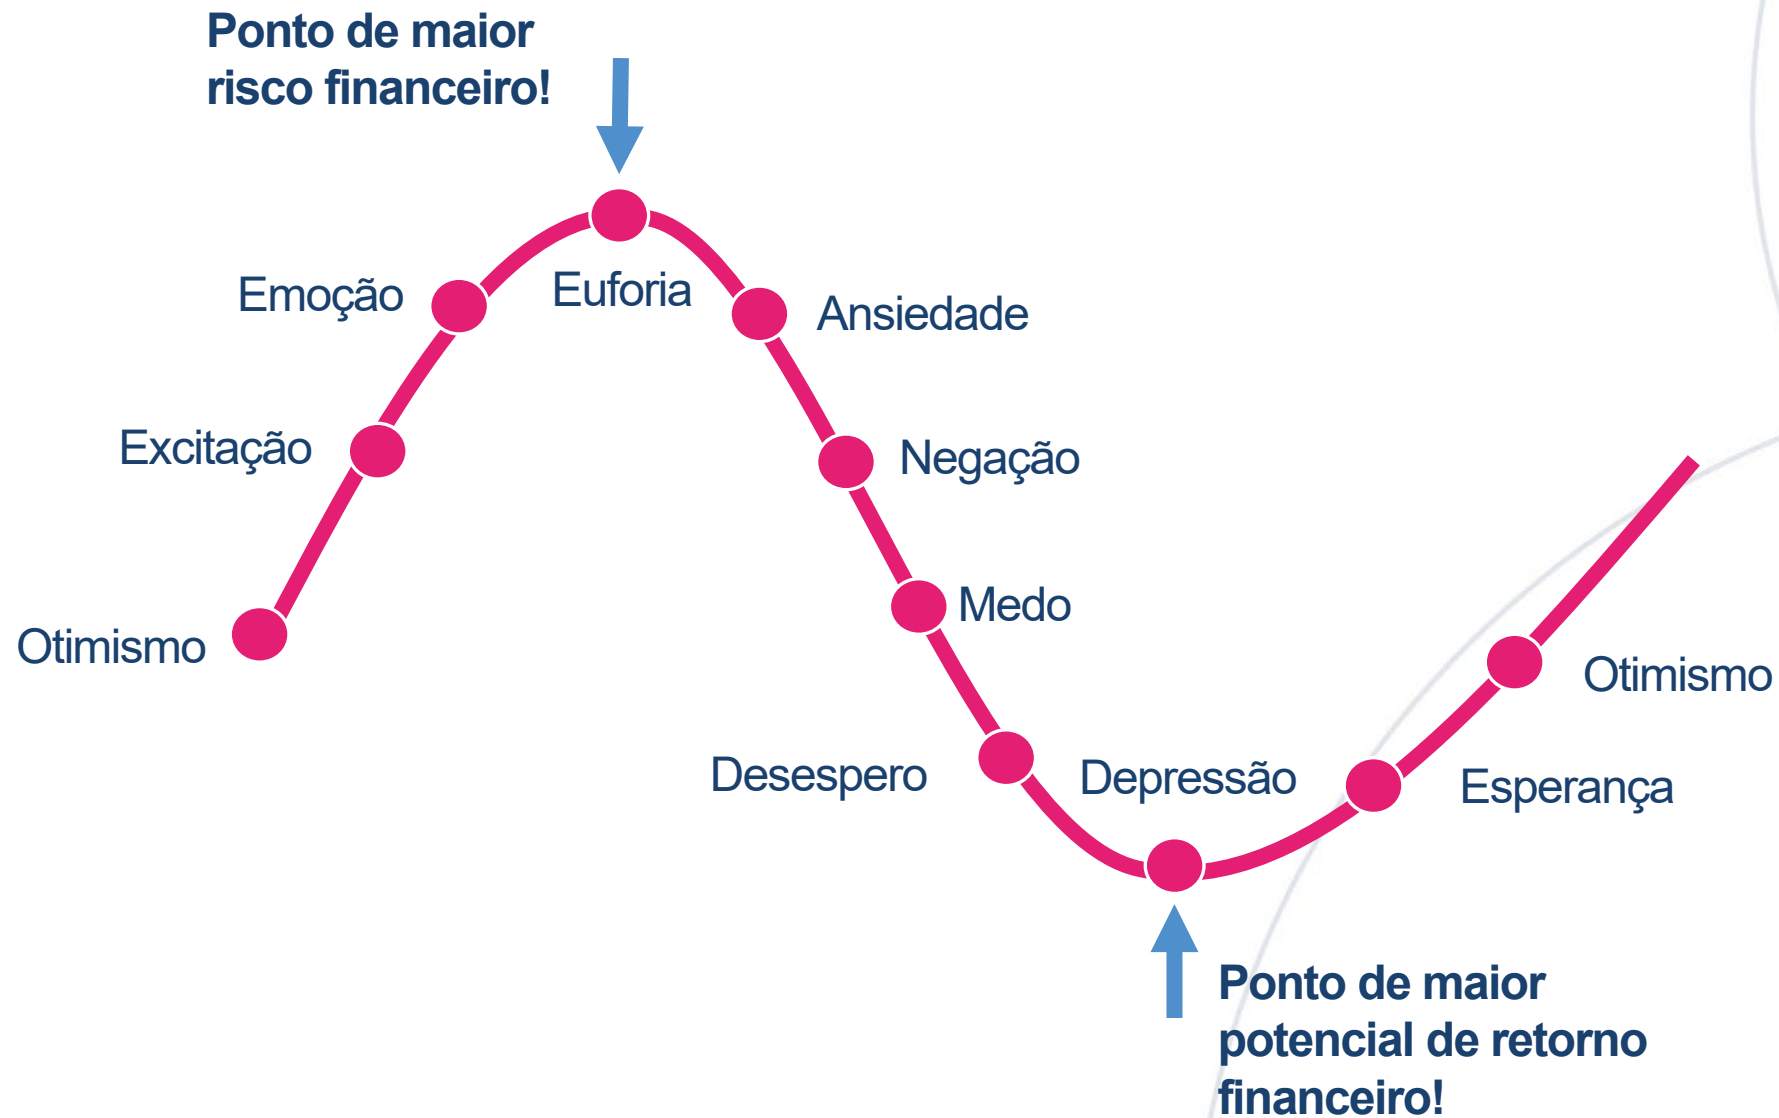 Ponto de maior
risco financeiro!
Emoção
Euforia
Ansiedade
Excitação
Negação
Otimismo
Medo
Desespero
Depressão
Esperança
Otimismo
Ponto de maior
potencial de retorno
financeiro!